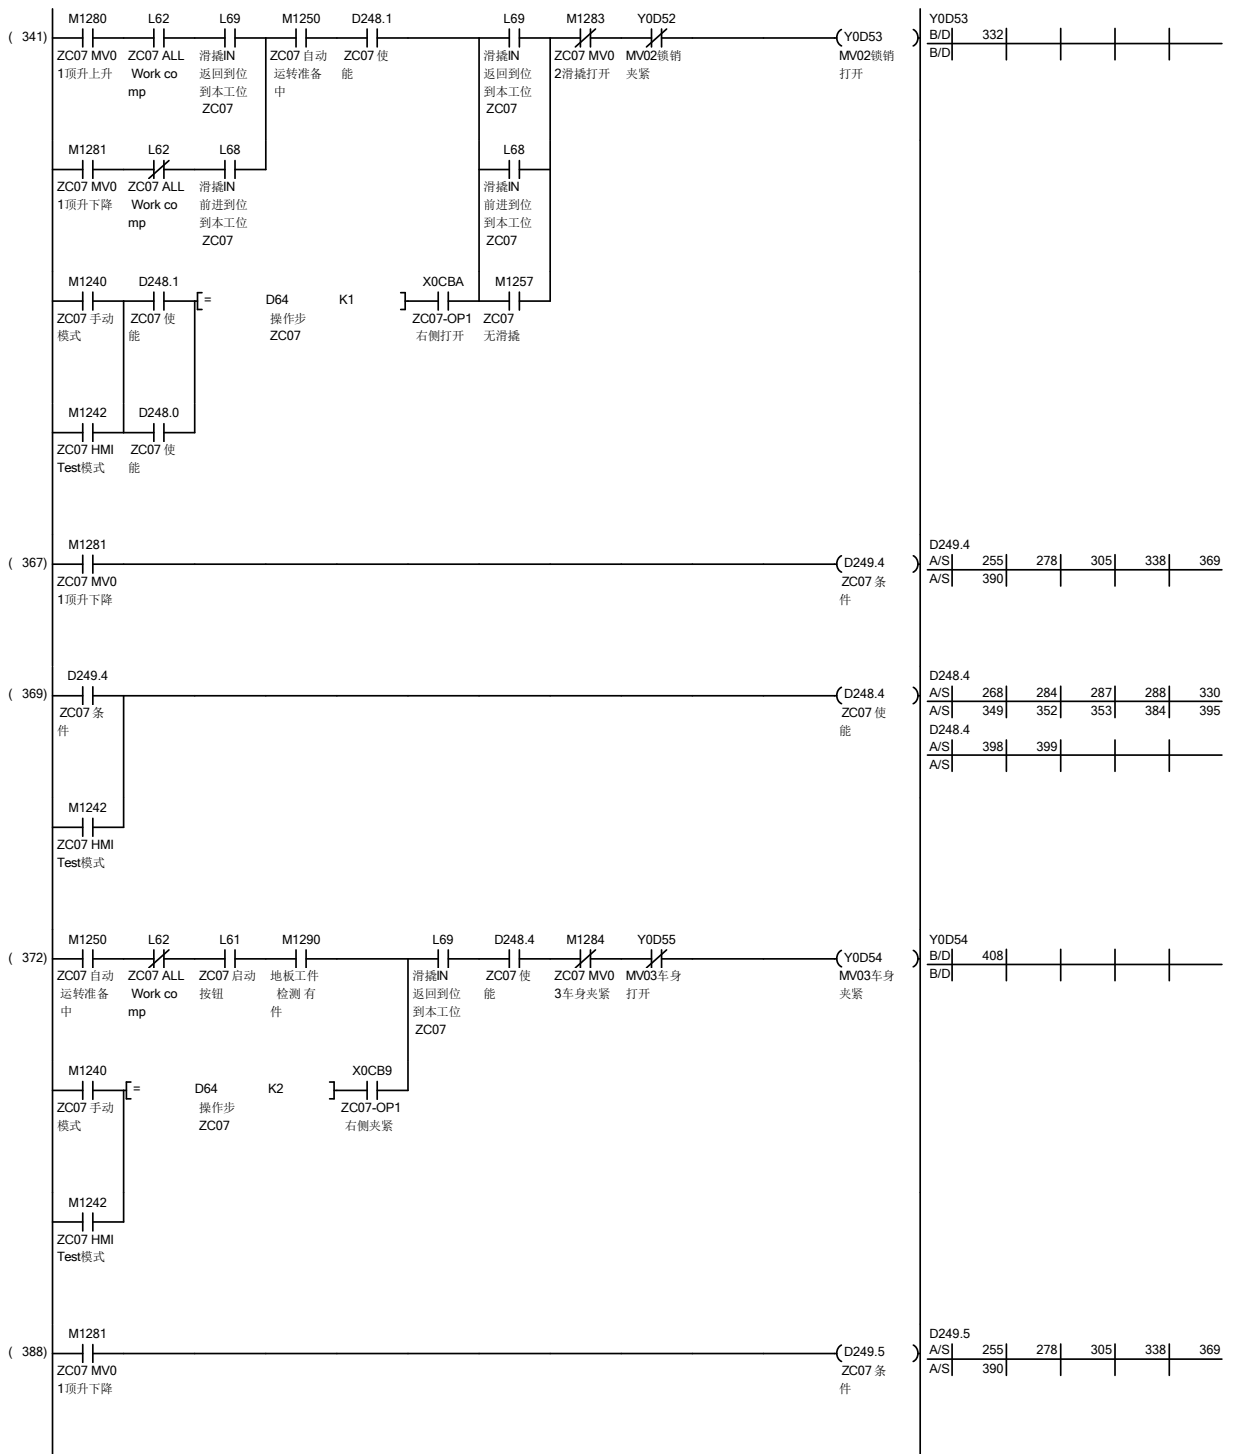 M1280 L62 L69 M1250 D248.1 L69 M1283 Y0D52 Y0D53
( 341) ( Y0D53 ) B/D 332
ZC07 MV0 ZC07 ALL 滑撬IN ZC07 自动 ZC07 使 滑撬IN ZC07 MV0 MV02锁销 MV02锁销 B/D
1顶升上升 Work co 返回到位 运转准备 能 返回到位 2滑撬打开 夹紧 打开
mp 到本工位 中 到本工位
ZC07 ZC07
M1281 L62 L68 L68
ZC07 MV0 ZC07 ALL 滑撬IN 滑撬IN
1顶升下降 Work co 前进到位 前进到位
mp 到本工位 到本工位
ZC07 ZC07
M1240 D248.1 X0CBA M1257
[= D64 K1 ]
ZC07 手动 ZC07 使 操作步 ZC07-OP1 ZC07
模式 能 ZC07 右侧打开 无滑撬
M1242 D248.0
ZC07 HMI ZC07 使
Test模式 能
M1281 D249.4
( 367) ( D249.4 ) A/S 255 278 305 338 369
ZC07 MV0 ZC07 条 A/S 390
1顶升下降 件
D249.4 D248.4
( 369) ( D248.4 ) A/S 268 284 287 288 330
ZC07 条 ZC07 使 A/S 349 352 353 384 395
件 能 D248.4
A/S 398 399
A/S
M1242
ZC07 HMI
Test模式
M1250 L62 L61 M1290 L69 D248.4 M1284 Y0D55 Y0D54
( 372) ( Y0D54 ) B/D 408
ZC07 自动 ZC07 ALL ZC07 启动 地板工件 滑撬IN ZC07 使 ZC07 MV0 MV03车身 MV03车身 B/D
运转准备 Work co 按钮 检测 有 返回到位 能 3车身夹紧 打开 夹紧
中 mp 件 到本工位
ZC07
M1240 X0CB9
[= D64 K2 ]
ZC07 手动 操作步 ZC07-OP1
模式 ZC07 右侧夹紧
M1242
ZC07 HMI
Test模式
M1281 D249.5
( 388) ( D249.5 ) A/S 255 278 305 338 369
ZC07 MV0 ZC07 条 A/S 390
1顶升下降 件